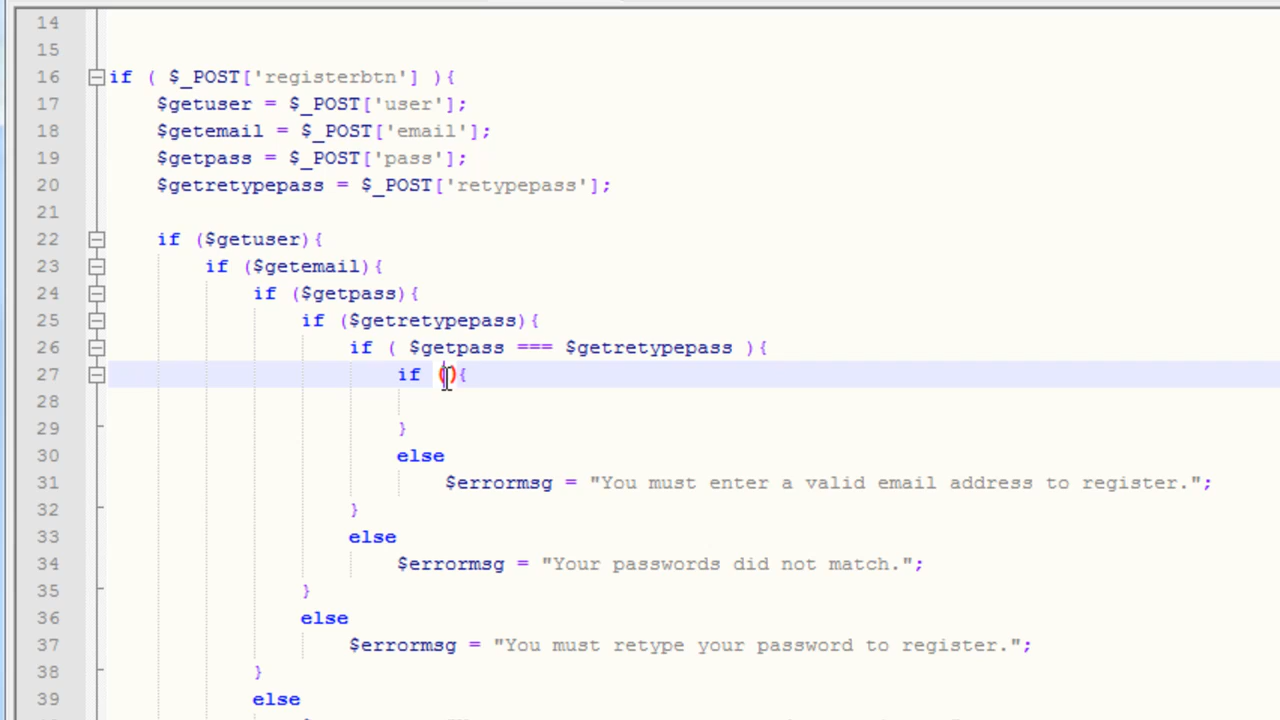 14
15
16 if ( $_POST['registerbtn'] ){
17 $getuser = $_POST['user'];
18 $getemail = $_POST['email'];
19 $getpass = $_POST['pass'];
20 $getretypepass = $_POST['retypepass'];
21
22 if ($getuser){
23 if ($getemail){
24 if ($getpass){
25 if ($getretypepass){
26 if ( $getpass === $getretypepass ){
27 if (){
28
29 }
30 else
31 $errormsg = "You must enter a valid email address to register.";
32 }
33 else
34 $errormsg = "Your passwords did not match.";
35 }
36 else
37 $errormsg = "You must retype your password to register.";
38 }
39 else